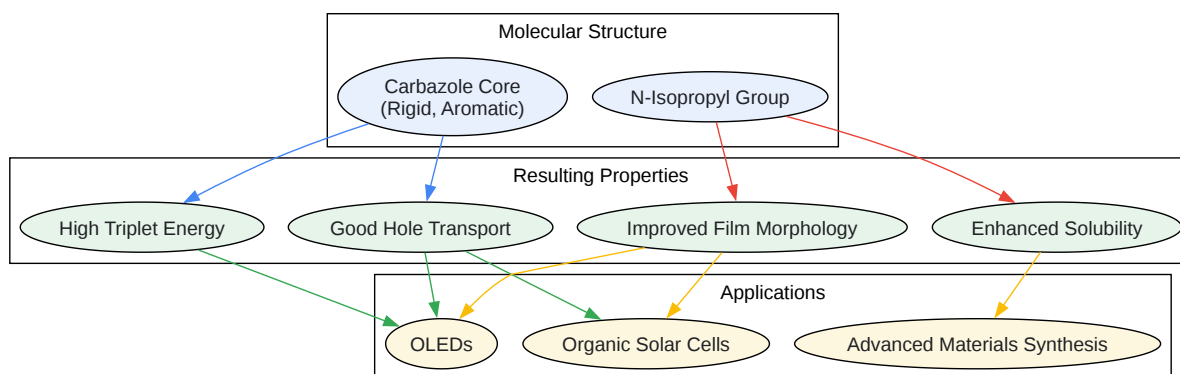 Molecular Structure
Carbazole Core
(Rigid, Aromatic)
N-Isopropyl Group
Resulting Properties
High Triplet Energy
Good Hole Transport
Improved Film Morphology
Enhanced Solubility
Applications
OLEDs
Organic Solar Cells
Advanced Materials Synthesis